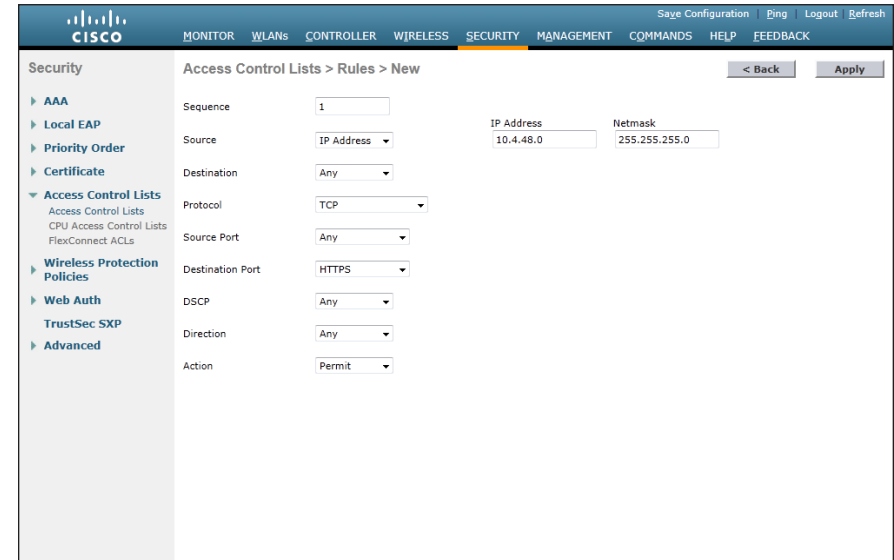 Save Configuration | Ping | Logout | Refresh
CISCO
MONITOR WLANs CONTROLLER WIRELESS SECURITY MANAGEMENT COMMANDS HELP FEEDBACK
Security
AAA
Local EAP
Priority Order
Certificate
Access Control Lists
Access Control Lists
CPU Access Control Lists
FlexConnect ACLs
Wireless Protection
Policies
Web Auth
TrustSec SXP
Advanced
Access Control Lists > Rules > New
< Back
Apply
Sequence 1
IP Address Netmask
Source IP Address 10.4.48.0 255.255.255.0
Destination Any
Protocol TCP
Source Port Any
Destination Port HTTPS
DSCP Any
Direction Any
Action Permit